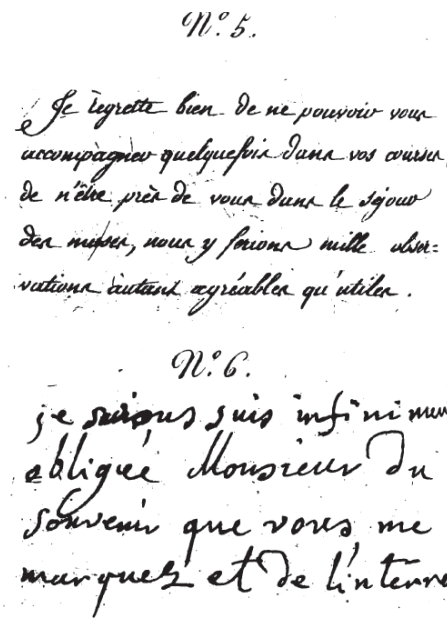 N.º 5.
Je regrette bien de ne pouvoir vous
accompagner quelquefois dans vos courses
de n'être près de vous dans le séjour
des muses, nous y ferions mille obser=
vations autant agréables qu'utiles.
N.º 6.
je suis infini
obligée Monsieur du
souvenir que vous me
marquez et de l'interre